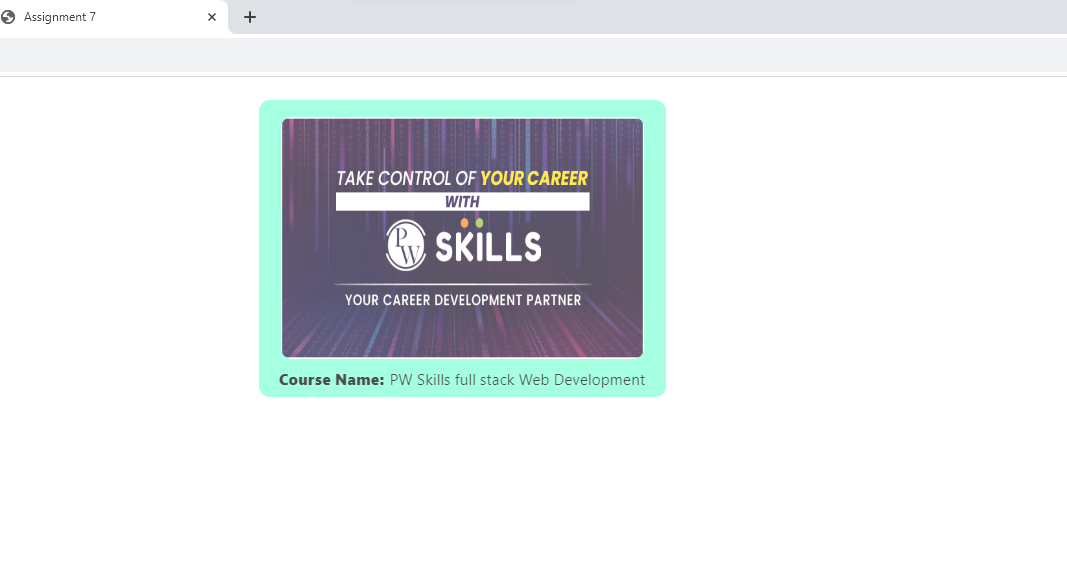 Assignment 7
TAKE CONTROL OF YOUR CAREER
WITH
PW SKILLS
YOUR CAREER DEVELOPMENT PARTNER
Course Name: PW Skills full stack Web Development